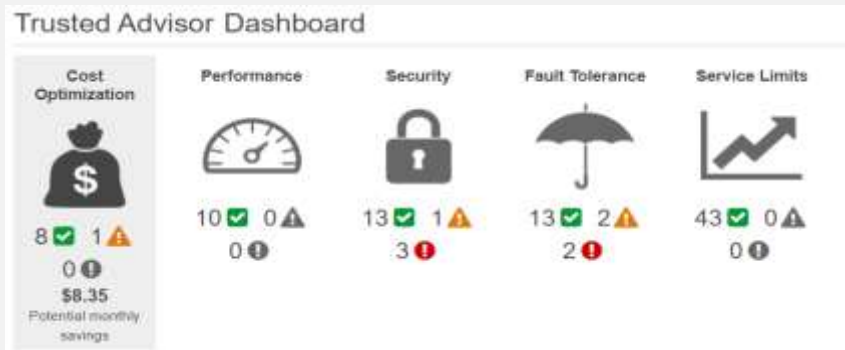 Trusted Advisor Dashboard
Cost
Optimization
$
8 1
0
$8.35
Potential monthly
savings
Performance
10 0
0
Security
13 1
3
Fault Tolerance
13 2
2
Service Limits
43 0
0